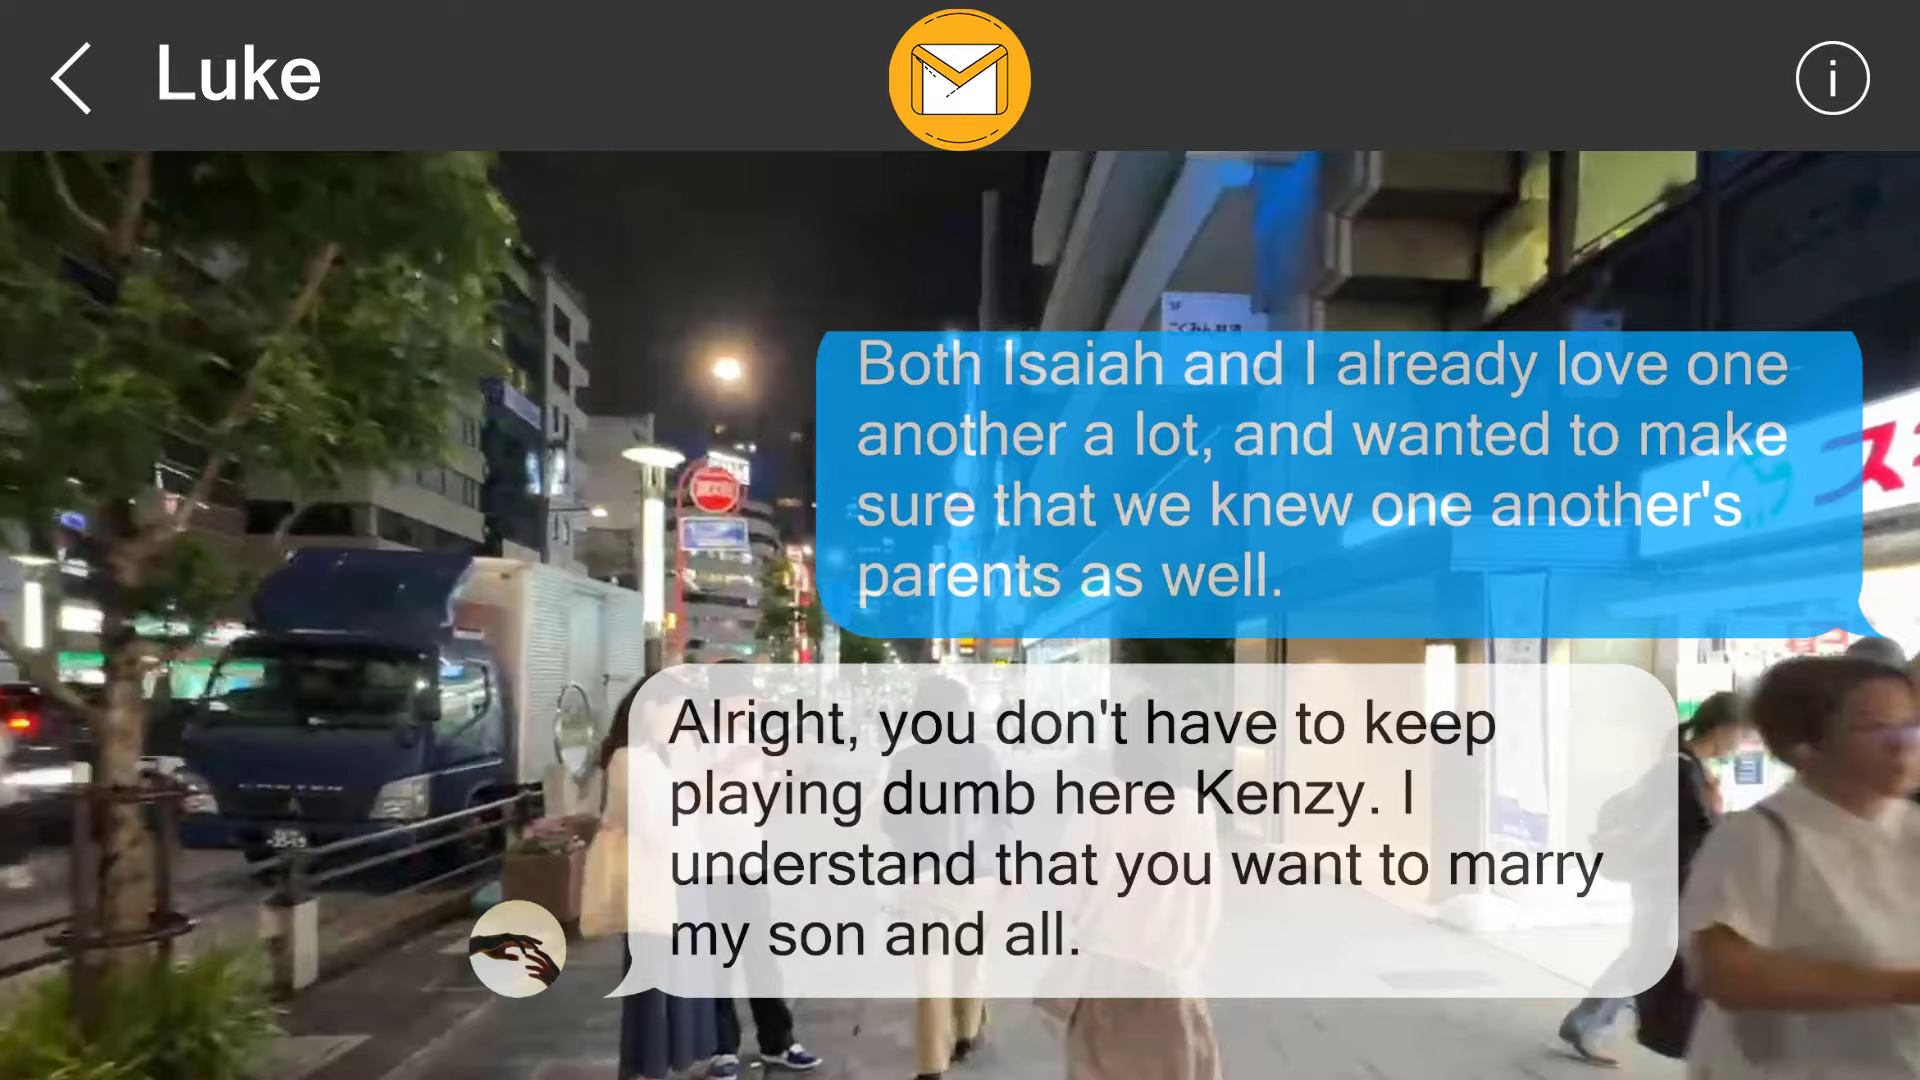 Luke
Both Isaiah and I already love one
another a lot, and wanted to make
sure that we knew one another's
parents as well.
Alright, you don't have to keep
playing dumb here Kenzy. I
understand that you want to marry
my son and all.
CANTER
ス